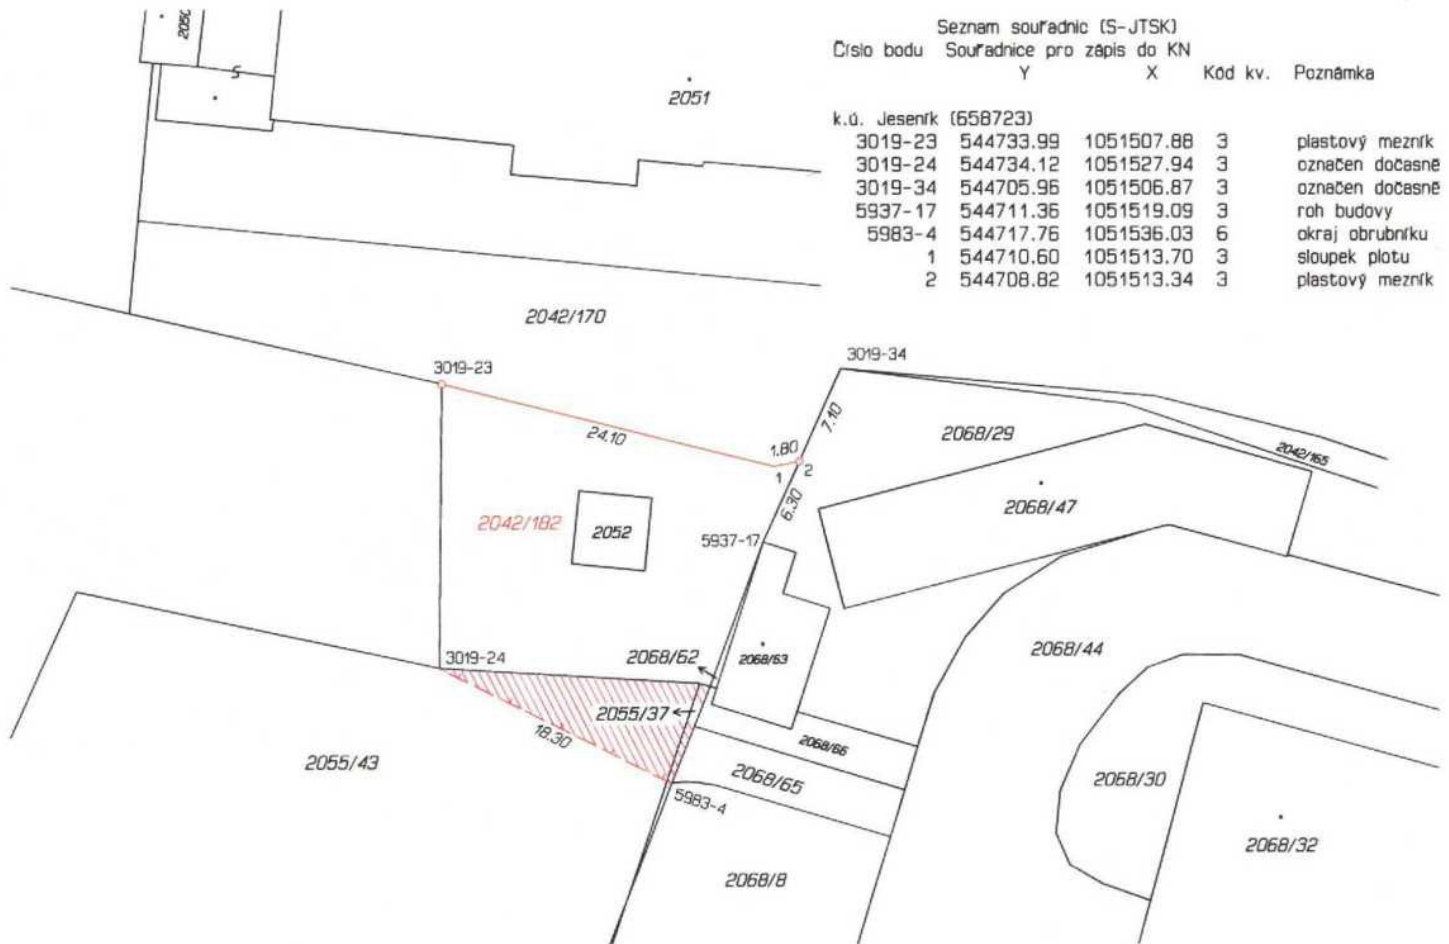 Seznam souřadnic (S-JTSK)
Číslo bodu Souřadnice pro zápis do KN
Y X Kód kv. Poznámka
k.ú. Jeseník (658723)
3019-23 544733.99 1051507.88 3 plastový mezník
3019-24 544734.12 1051527.94 3 označen dočasně
3019-34 544705.96 1051506.87 3 označen dočasně
5937-17 544711.36 1051519.09 3 roh budovy
5983-4 544717.76 1051536.03 6 okraj obrubníku
1 544710.60 1051513.70 3 sloupek plotu
2 544708.82 1051513.34 3 plastový mezník
2050
2051
2042/170
3019-23
3019-34
24.10
1.80
7.10
1
2
6.30
2068/29
2042/165
2068/47
2042/182
2052
5937-17
3019-24
2068/62
2068/63
2068/44
2055/37
18.30
2068/66
2068/65
5983-4
2055/43
2068/30
2068/32
2068/8